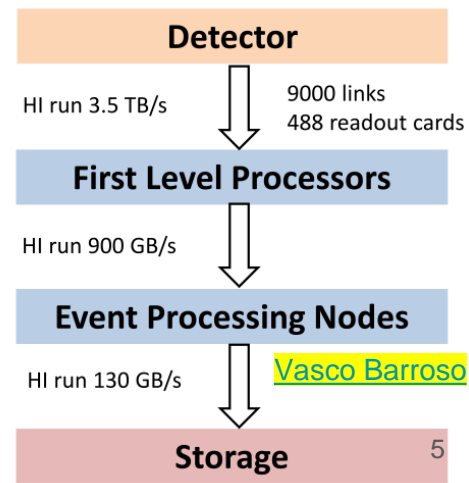 Detector
HI run 3.5 TB/s
9000 links
488 readout cards
First Level Processors
HI run 900 GB/s
Event Processing Nodes
HI run 130 GB/s
Vasco Barroso
Storage
5